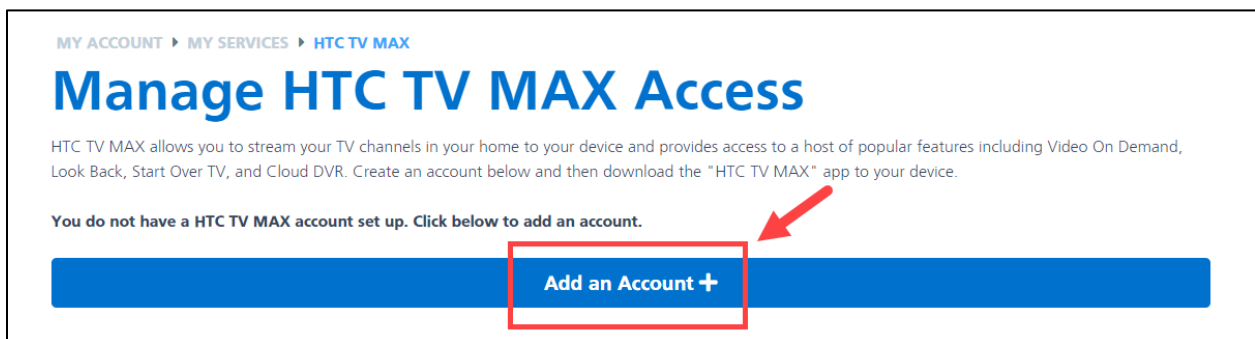 MY ACCOUNT ▸ MY SERVICES ▸ HTC TV MAX
Manage HTC TV MAX Access
HTC TV MAX allows you to stream your TV channels in your home to your device and provides access to a host of popular features including Video On Demand,
Look Back, Start Over TV, and Cloud DVR. Create an account below and then download the "HTC TV MAX" app to your device.
You do not have a HTC TV MAX account set up. Click below to add an account.
Add an Account +